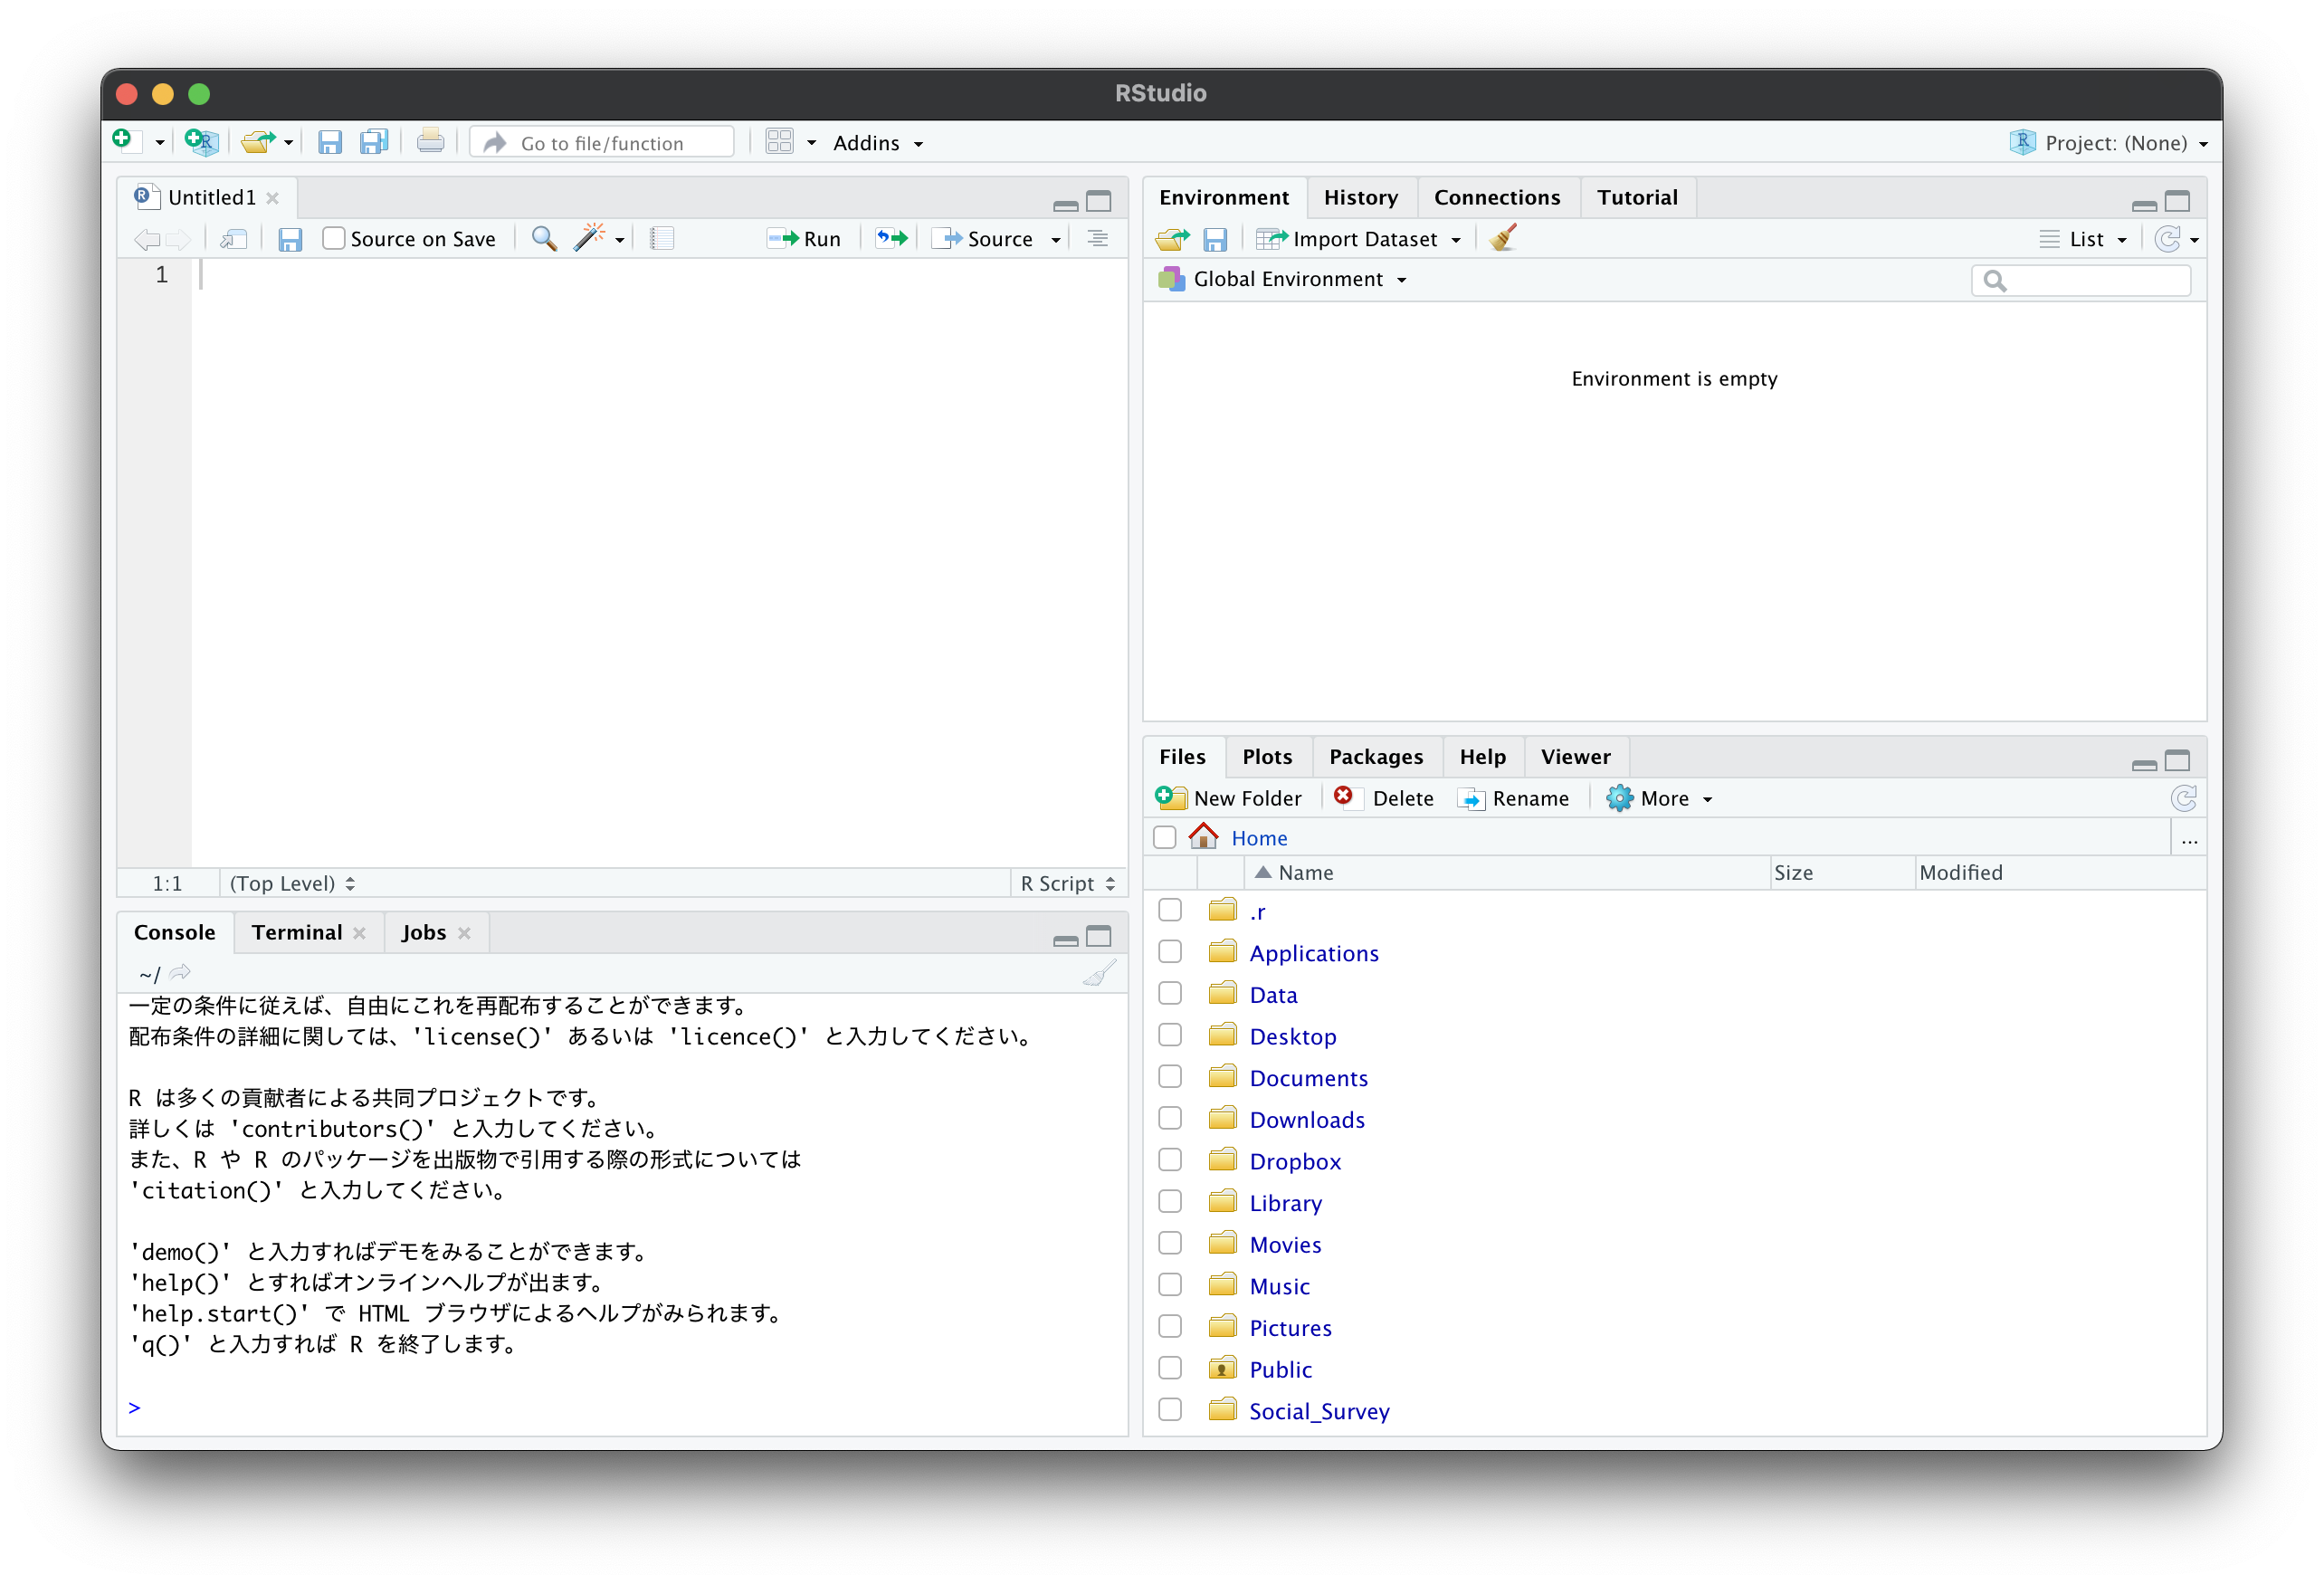 RStudio
Go to file/function
Addins
Project: (None)
Untitled1
Source on Save
Run
Source
1
1:1
(Top Level)
R Script
Console
Terminal
Jobs
~/
一定の条件に従えば、自由にこれを再配布することができます。
配布条件の詳細に関しては、'license()' あるいは 'licence()' と入力してください。
R は多くの貢献者による共同プロジェクトです。
詳しくは 'contributors()' と入力してください。
また、R や R のパッケージを出版物で引用する際の形式については
'citation()' と入力してください。
'demo()' と入力すればデモをみることができます。
'help()' とすればオンラインヘルプが出ます。
'help.start()' で HTML ブラウザによるヘルプがみられます。
'q()' と入力すれば R を終了します。
>
Environment
History
Connections
Tutorial
Import Dataset
List
Global Environment
Environment is empty
Files
Plots
Packages
Help
Viewer
New Folder
Delete
Rename
More
Home
...
Name
Size
Modified
.r
Applications
Data
Desktop
Documents
Downloads
Dropbox
Library
Movies
Music
Pictures
Public
Social_Survey